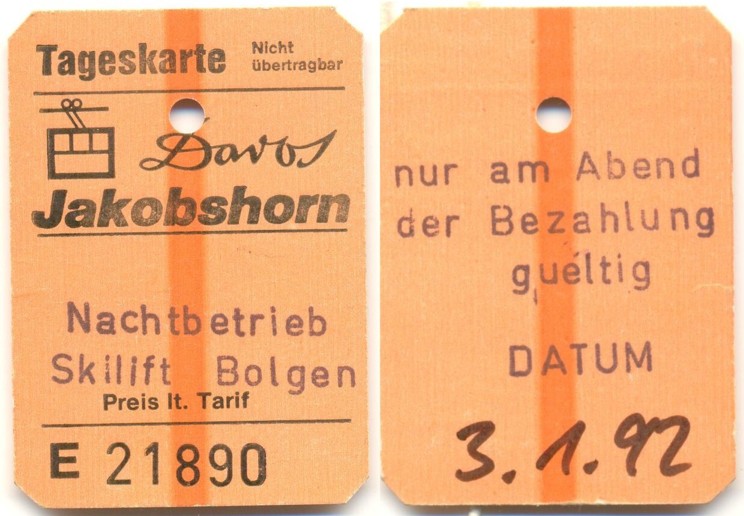 Tageskarte Nicht
übertragbar
Davos
Jakobshorn
Nachtbetrieb
Skilift Bolgen
Preis lt. Tarif
E 21890
nur am Abend
der Bezahlung
gueltig
DATUM
3.1.92